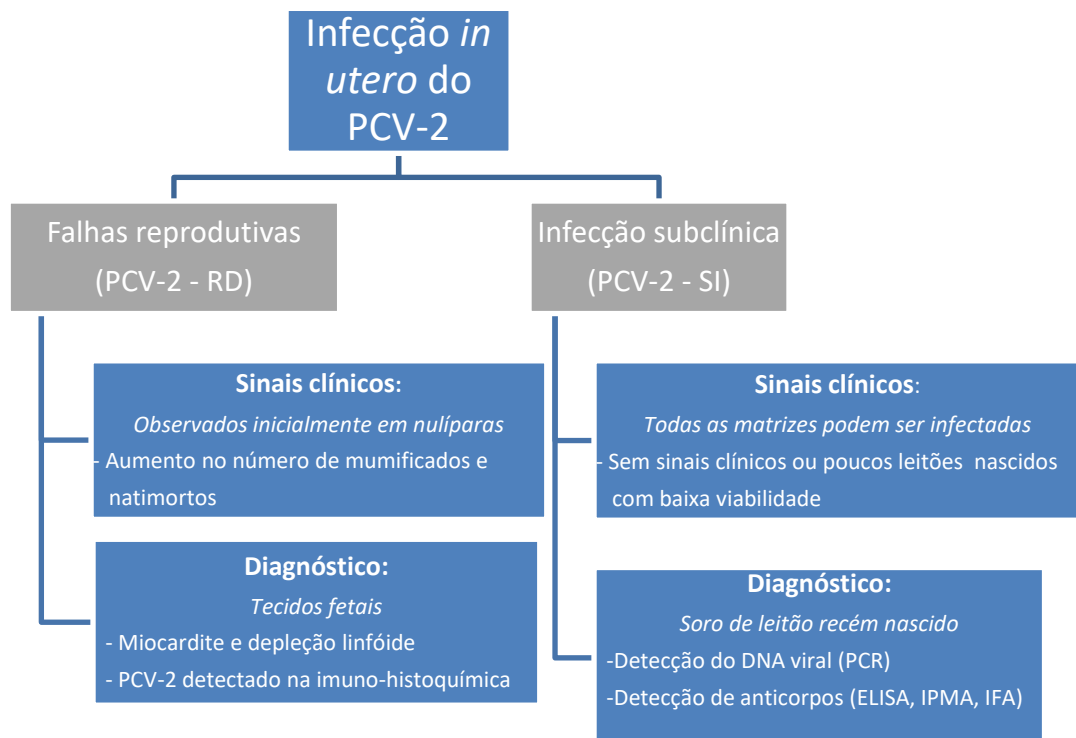 Infecção in
utero do
PCV-2
Falhas reprodutivas
(PCV-2 - RD)
Sinais clínicos:
Observados inicialmente em nulíparas
- Aumento no número de mumificados e
natimortos
Diagnóstico:
Tecidos fetais
- Miocardite e depleção linfóide
- PCV-2 detectado na imuno-histoquímica
Infecção subclínica
(PCV-2 - SI)
Sinais clínicos:
Todas as matrizes podem ser infectadas
- Sem sinais clínicos ou poucos leitões nascidos
com baixa viabilidade
Diagnóstico:
Soro de leitão recém nascido
-Detecção do DNA viral (PCR)
-Detecção de anticorpos (ELISA, IPMA, IFA)